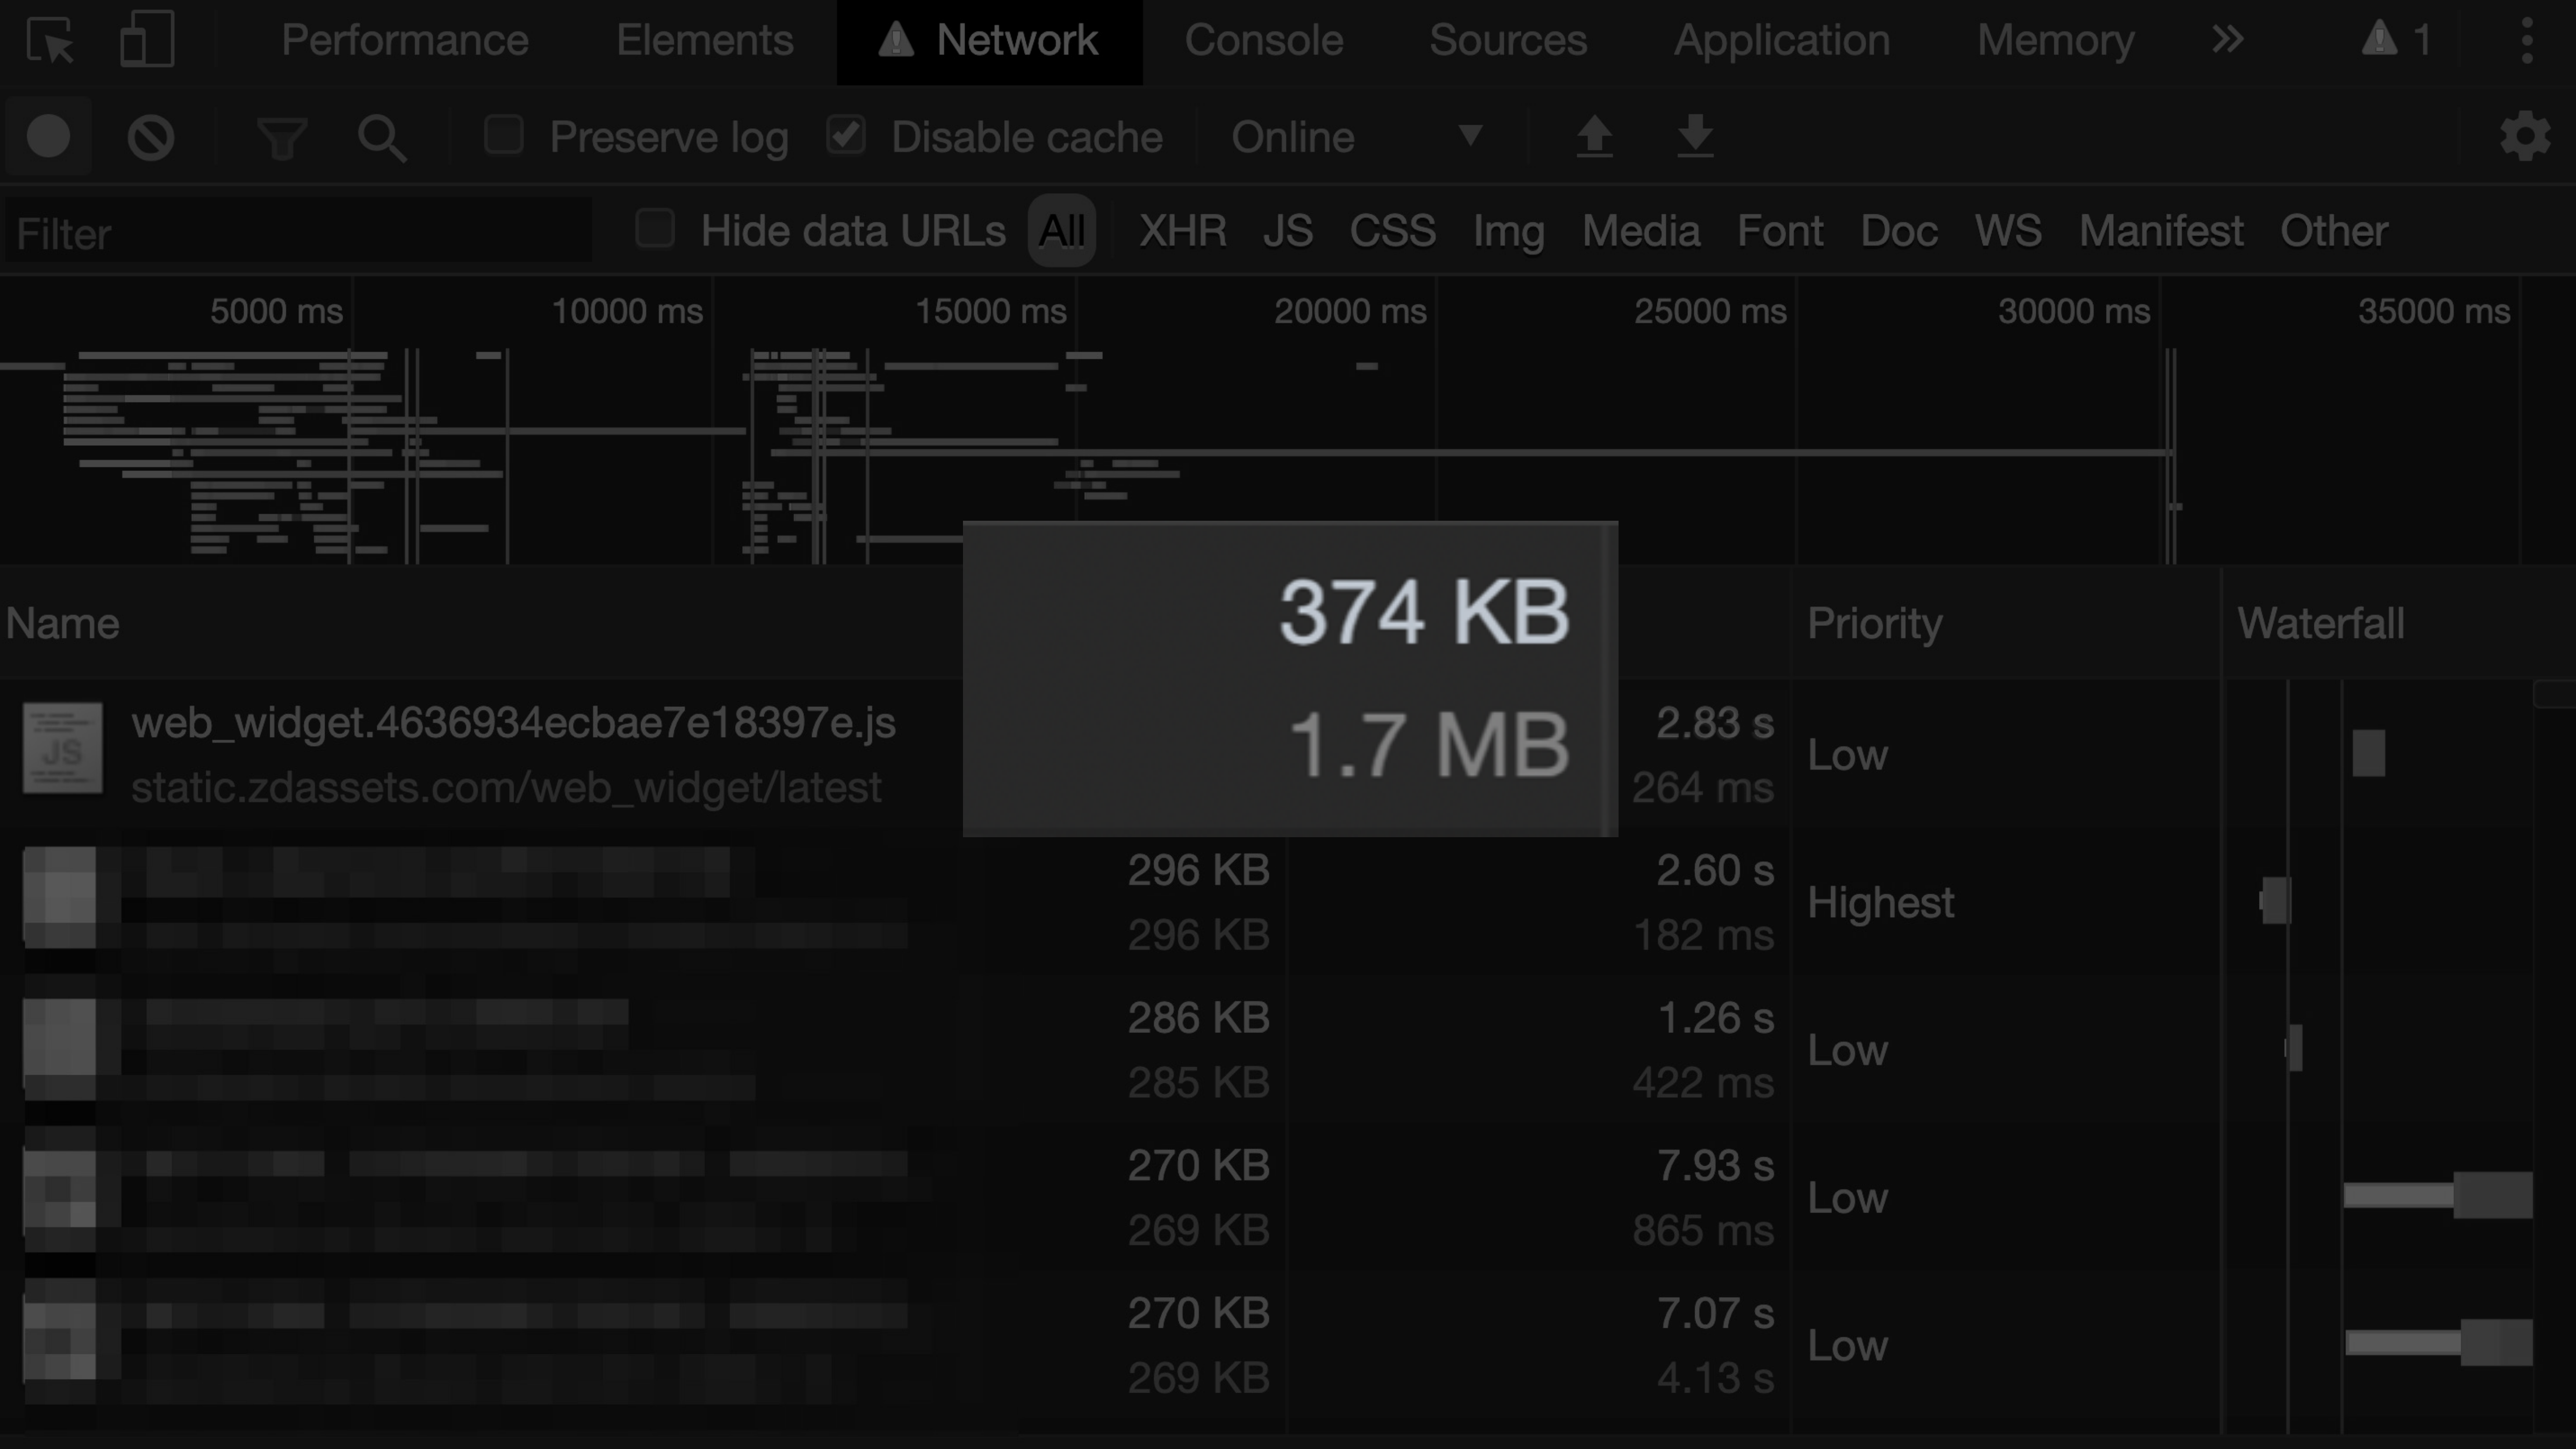 Performance Elements Network Console Sources Application Memory 1
Preserve log Disable cache Online
Filter Hide data URLs All XHR JS CSS Img Media Font Doc WS Manifest Other
5000 ms 10000 ms 15000 ms 20000 ms 25000 ms 30000 ms 35000 ms
374 KB
1.7 MB
Name Priority Waterfall
JS
web_widget.4636934ecbae7e18397e.js 2.83 s
Low
static.zdassets.com/web_widget/latest 264 ms
296 KB 2.60 s
Highest
296 KB 182 ms
286 KB 1.26 s
Low
285 KB 422 ms
270 KB 7.93 s
Low
269 KB 865 ms
270 KB 7.07 s
Low
269 KB 4.13 s